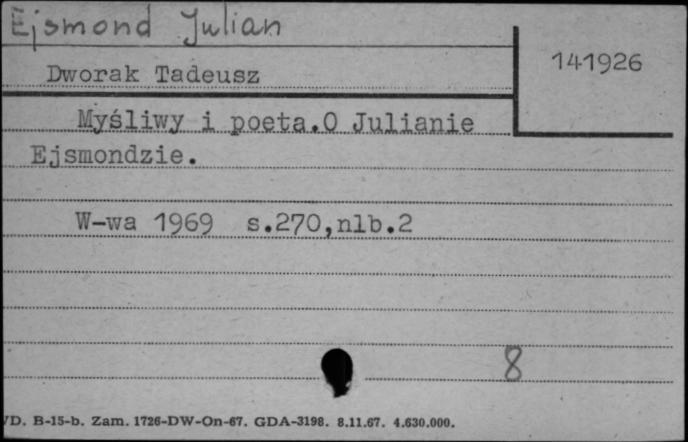 Ejsmond Julian
Dworak Tadeusz
141926
Myśliwy i poeta.O Julianie
Ejsmondzie.
W-wa 1969 s.270,nlb.2
8
/D. B-15-b. Zam. 1726-DW-On-67. GDA-3198. 8.11.67. 4.630.000.